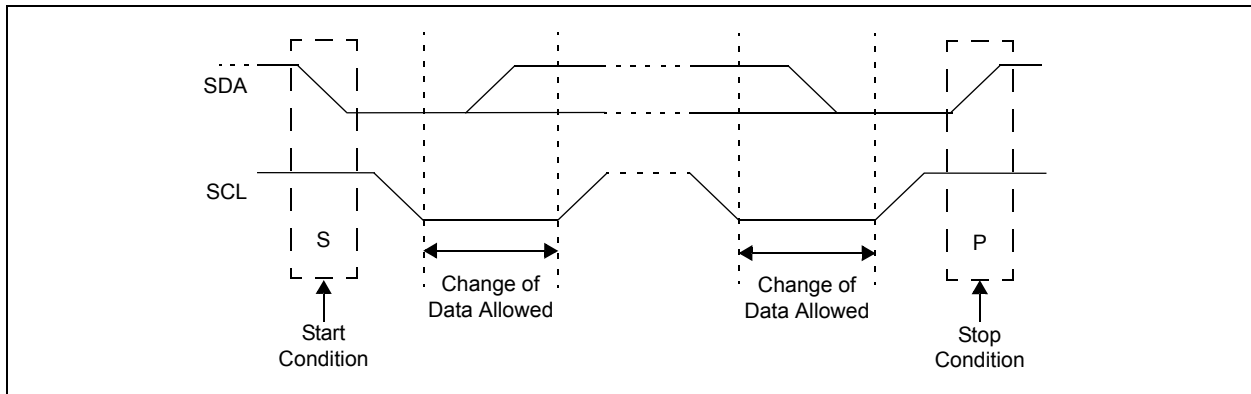 SDA
SCL
S
P
Change of
Data Allowed
Change of
Data Allowed
Start
Condition
Stop
Condition